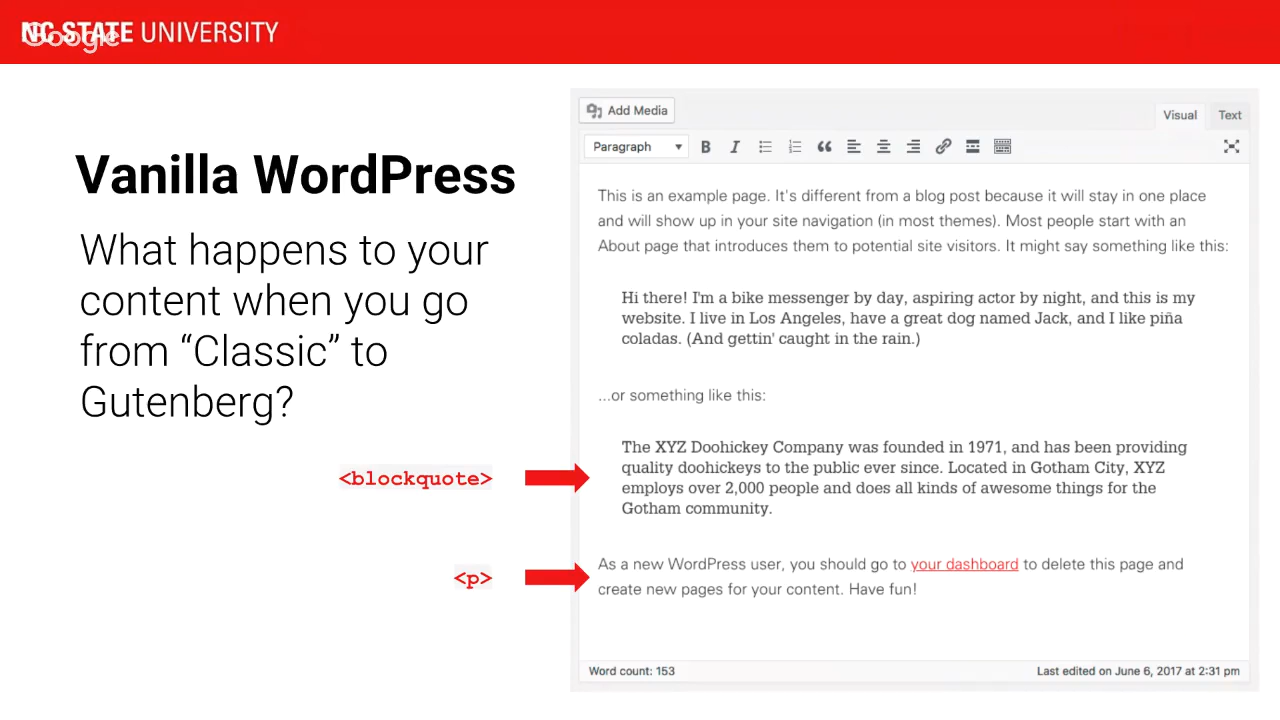 NC STATE UNIVERSITY
Google
Vanilla WordPress
What happens to your
content when you go
from “Classic” to
Gutenberg?
<blockquote>
<p>
Add Media
Visual
Text
Paragraph
This is an example page. It's different from a blog post because it will stay in one place
and will show up in your site navigation (in most themes). Most people start with an
About page that introduces them to potential site visitors. It might say something like this:
Hi there! I'm a bike messenger by day, aspiring actor by night, and this is my
website. I live in Los Angeles, have a great dog named Jack, and I like piña
coladas. (And gettin' caught in the rain.)
...or something like this:
The XYZ Doohickey Company was founded in 1971, and has been providing
quality doohickeys to the public ever since. Located in Gotham City, XYZ
employs over 2,000 people and does all kinds of awesome things for the
Gotham community.
As a new WordPress user, you should go to your dashboard to delete this page and
create new pages for your content. Have fun!
Word count: 153
Last edited on June 6, 2017 at 2:31 pm